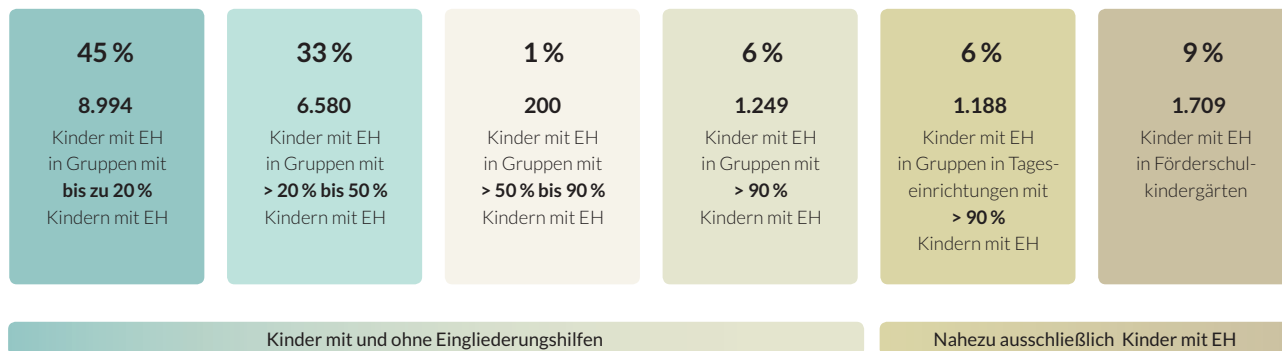 45 %
8.994
Kinder mit EH
in Gruppen mit
bis zu 20 %
Kindern mit EH
33 %
6.580
Kinder mit EH
in Gruppen mit
> 20 % bis 50 %
Kindern mit EH
1 %
200
Kinder mit EH
in Gruppen mit
> 50 % bis 90 %
Kindern mit EH
6 %
1.249
Kinder mit EH
in Gruppen mit
> 90 %
Kindern mit EH
6 %
1.188
Kinder mit EH
in Gruppen in Tages-
einrichtungen mit
> 90 %
Kindern mit EH
9 %
1.709
Kinder mit EH
in Förderschul-
kindergärten
Kinder mit und ohne Eingliederungshilfen
Nahezu ausschließlich Kinder mit EH